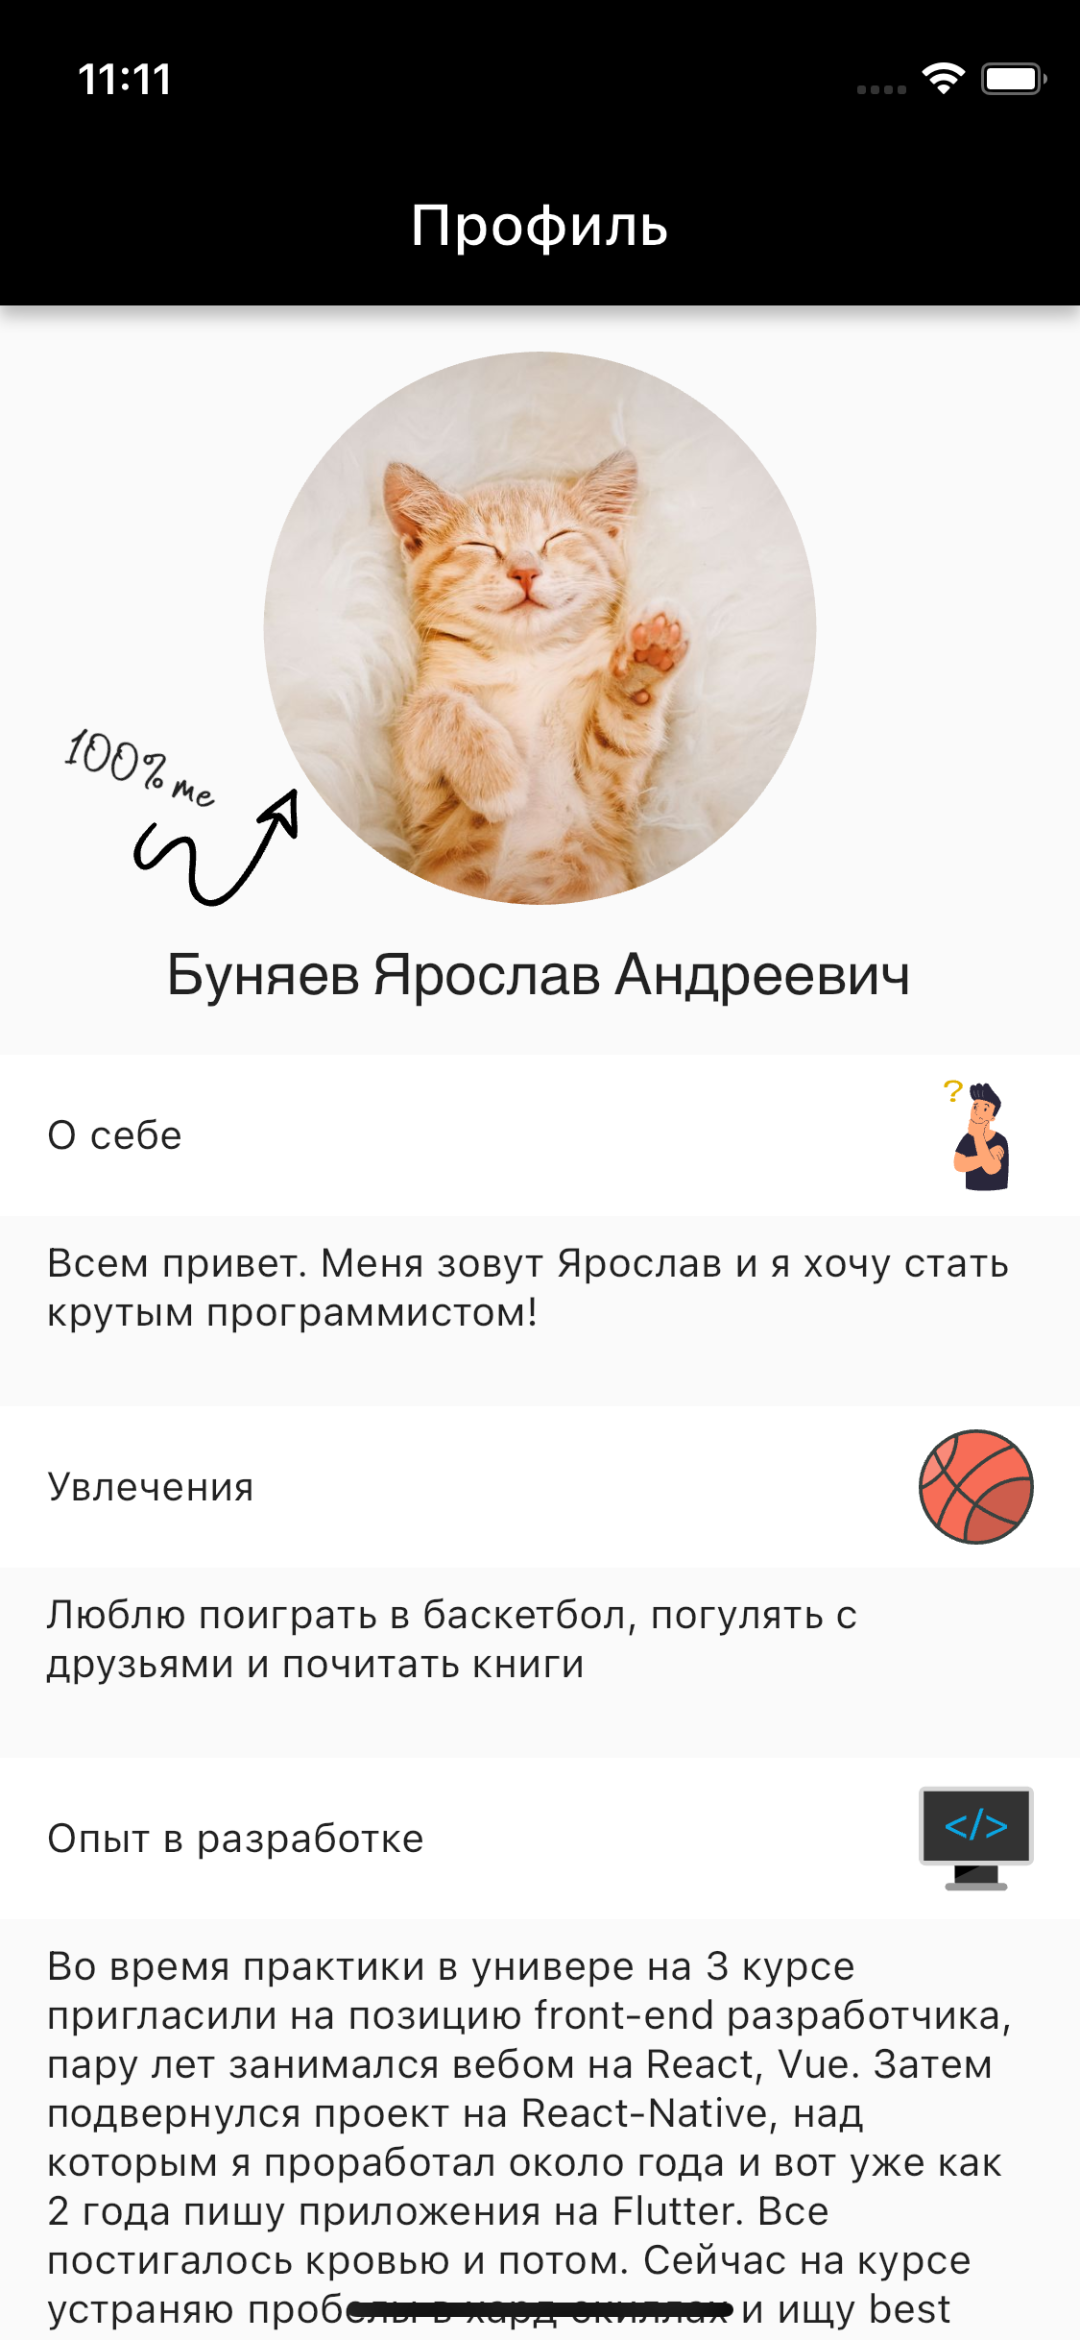 11:11
Профиль
100% me
Буняев Ярослав Андреевич
?
О себе
Всем привет. Меня зовут Ярослав и я хочу стать
крутым программистом!
Увлечения
Люблю поиграть в баскетбол, погулять с
друзьями и почитать книги
Опыт в разработке
</>
Во время практики в универе на 3 курсе
пригласили на позицию front-end разработчика,
пару лет занимался вебом на React, Vue. Затем
подвернулся проект на React-Native, над
которым я проработал около года и вот уже как
2 года пишу приложения на Flutter. Все
постигалось кровью и потом. Сейчас на курсе
устраняю пробелы в хард скиллах и ищу best